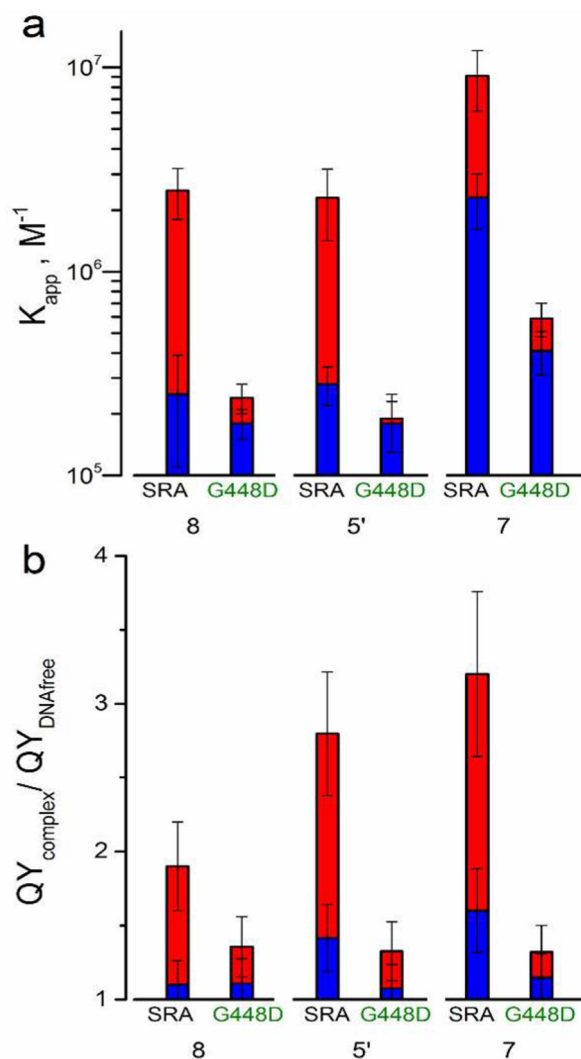 a
K_app , M⁻¹
10⁷
10⁶
10⁵
SRA G448D SRA G448D SRA G448D
8 5' 7
b
QY_complex/ QY_DNAfree
4
3
2
1
SRA G448D SRA G448D SRA G448D
8 5' 7